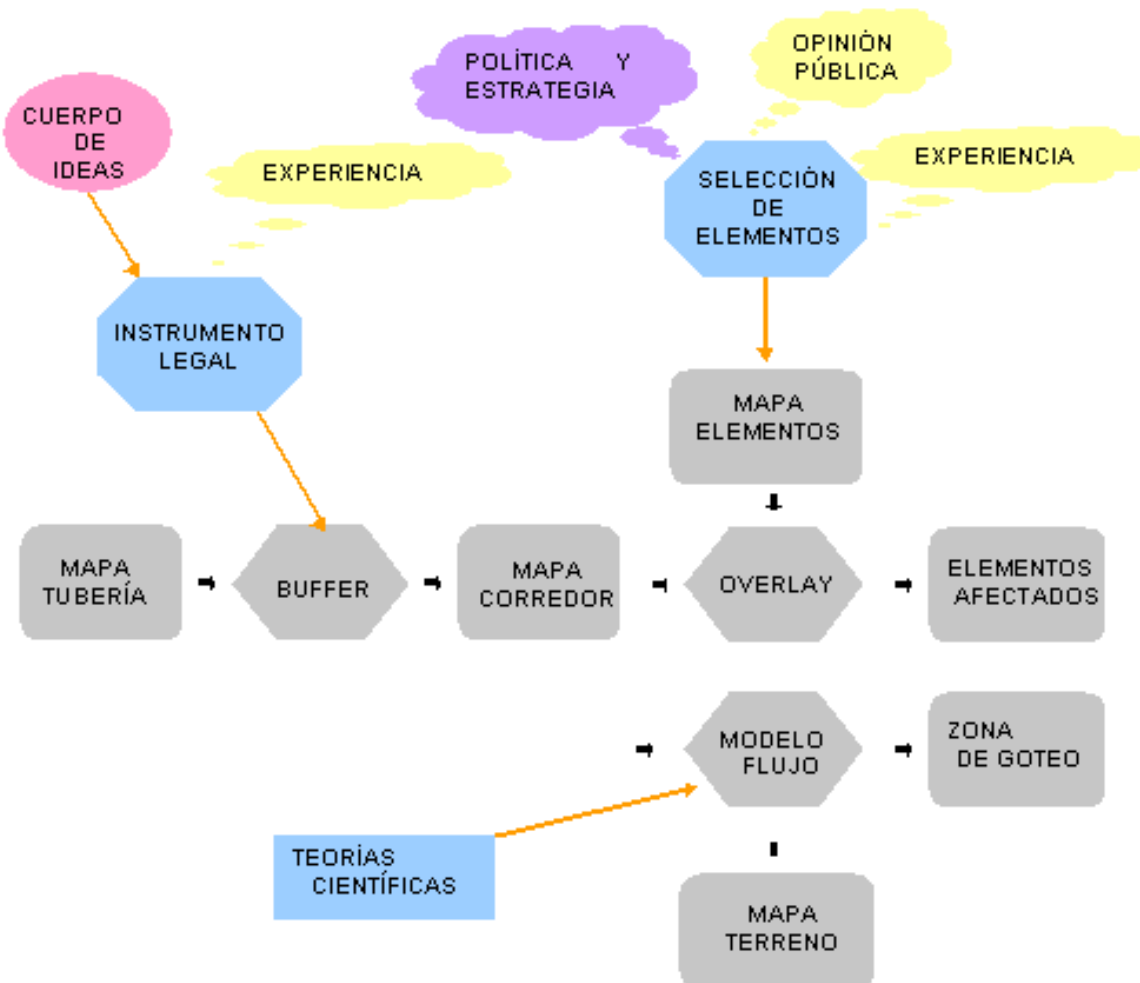 CUERPO
DE
IDEAS
EXPERIENCIA
POLÍTICA Y
ESTRATEGIA
OPINIÓN
PÚBLICA
EXPERIENCIA
SELECCIÓN
DE
ELEMENTOS
INSTRUMENTO
LEGAL
MAPA
ELEMENTOS
MAPA
TUBERÍA
BUFFER
MAPA
CORREDOR
OVERLAY
ELEMENTOS
AFECTADOS
MODELO
FLUJO
ZONA
DE GOTEO
TEORÍAS
CIENTÍFICAS
MAPA
TERRENO